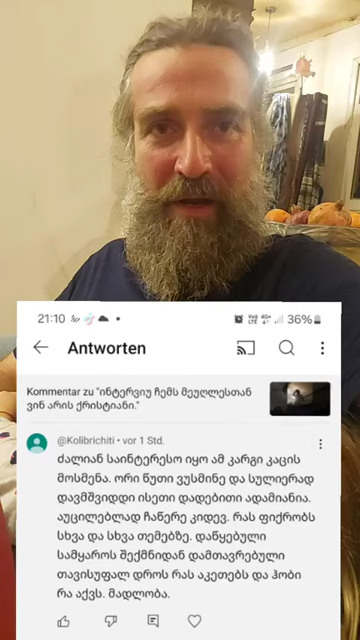 21:10
36%
Antworten
Kommentar zu "ინტერვიუ ჩემს მეუღლესთან
ვინ არის ქრისტიანი."
@Kolibrichiti • vor 1 Std.
ძალიან საინტერესო იყო ამ კარგი კაცის
მოსმენა. ორი წუთი ვუსმინე და სულიერად
დავმშვიდდი ისეთი დადებითი ადამიანია.
აუცილებლად ჩაწერე კიდევ. რას ფიქრობს
სხვა და სხვა თემებზე. დაწყებული
სამყაროს შექმნიდან დამთავრებული
თავისუფალ დროს რას აკეთებს და ჰობი
რა აქვს. მადლობა.